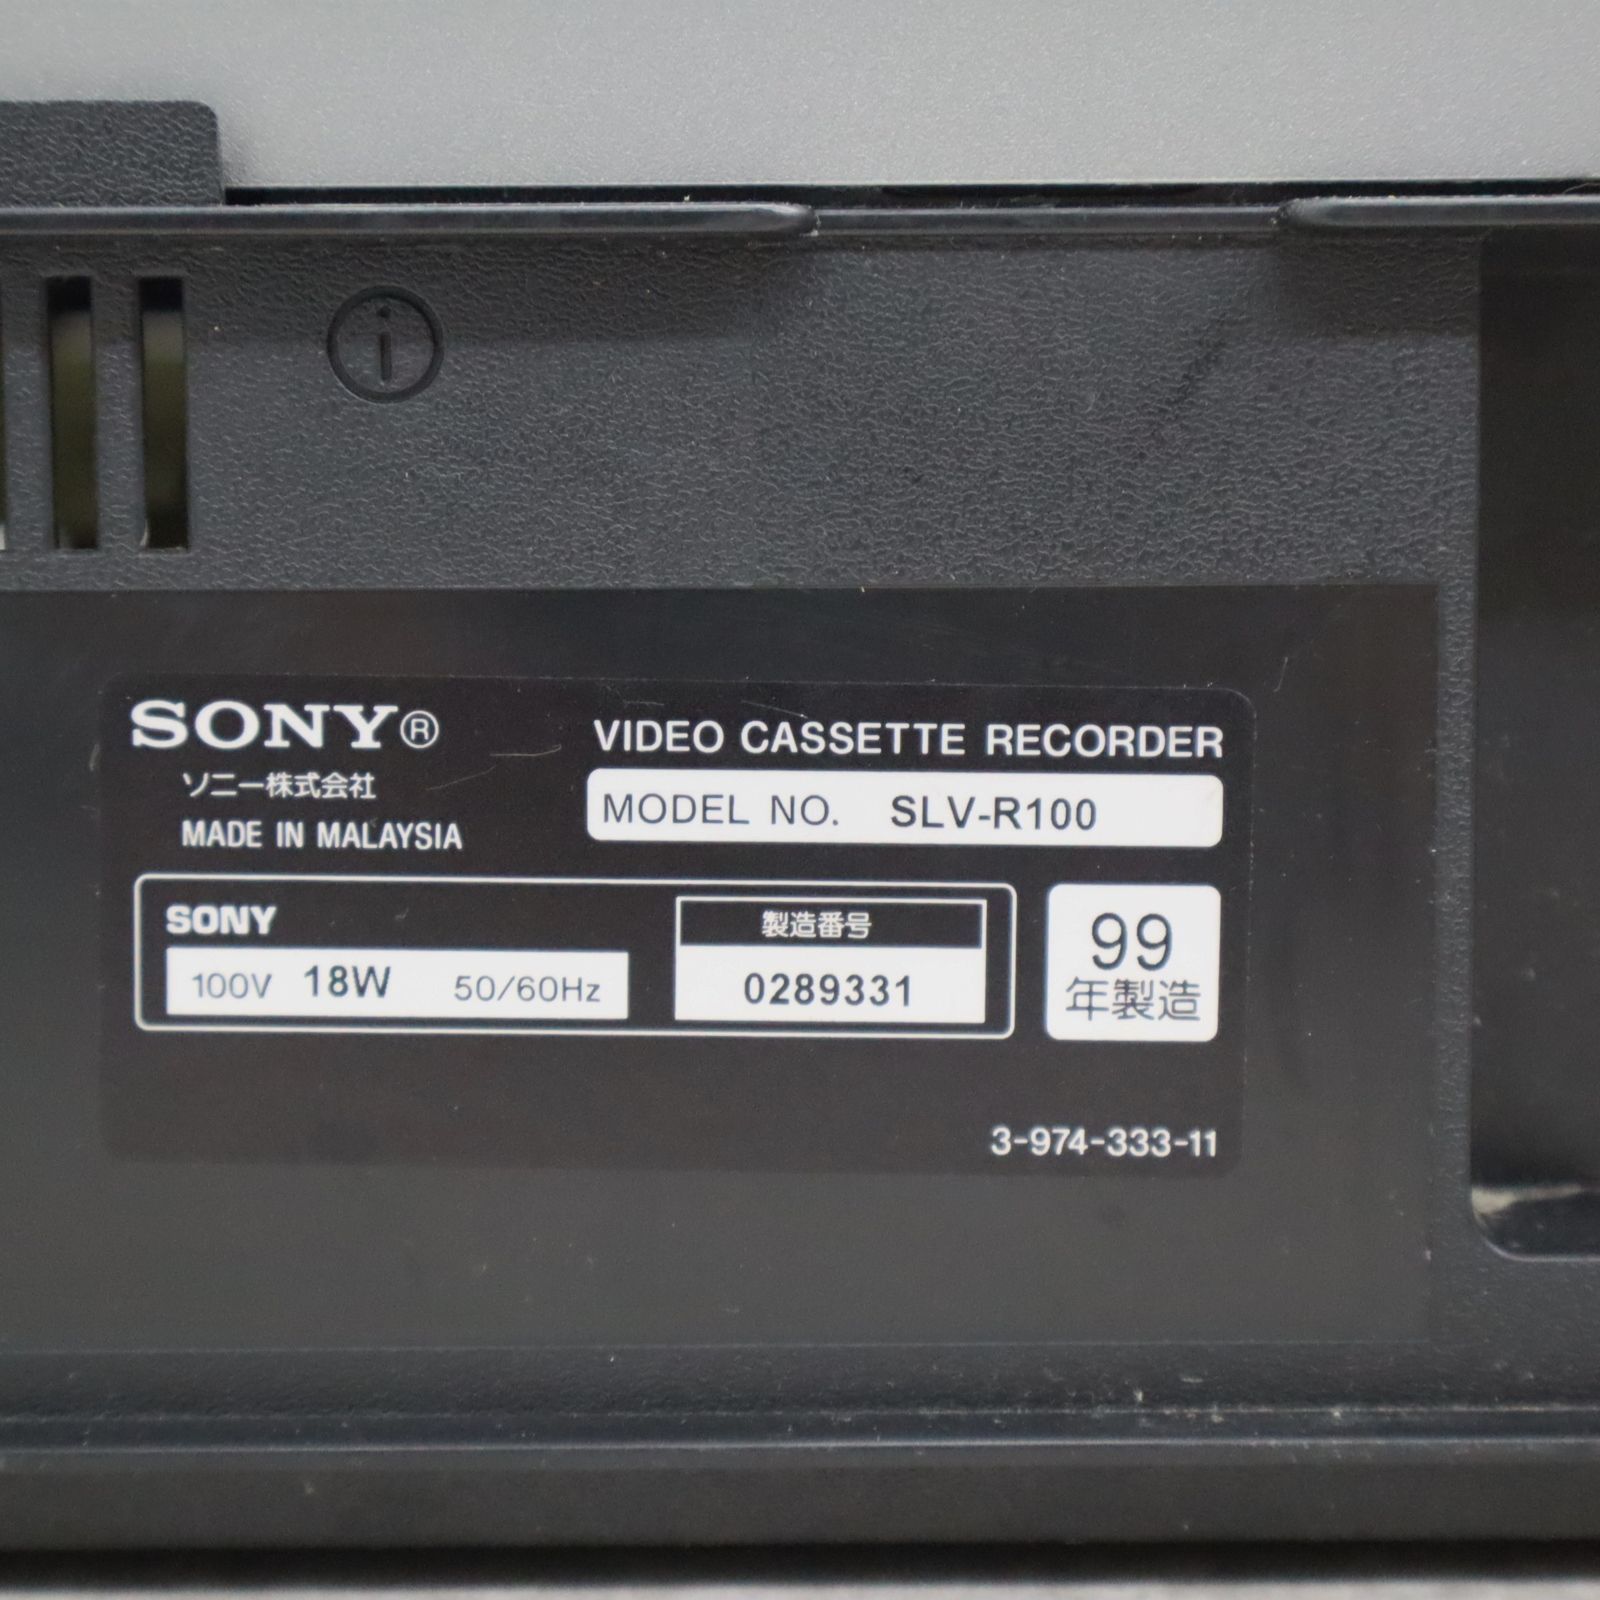 SONY®
ソニー株式会社
MADE IN MALAYSIA
VIDEO CASSETTE RECORDER
MODEL NO. SLV-R100
SONY
100V 18W 50/60Hz
製造番号
0289331
99
年製造
3-974-333-11